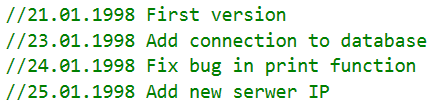 //21.01.1998 First version
//23.01.1998 Add connection to database
//24.01.1998 Fix bug in print function
//25.01.1998 Add new serwer IP